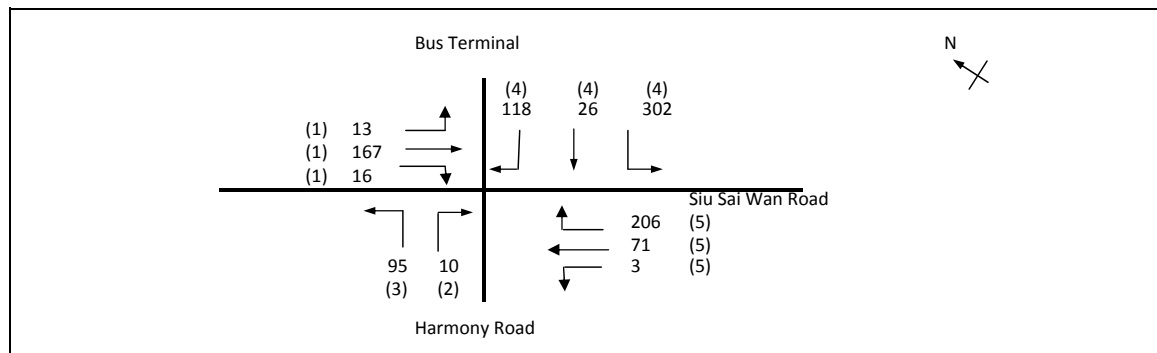 Bus Terminal
N
(4) (4) (4)
118 26 302
(1) 13
(1) 167
(1) 16
Siu Sai Wan Road
206 (5)
71 (5)
3 (5)
95 10
(3) (2)
Harmony Road